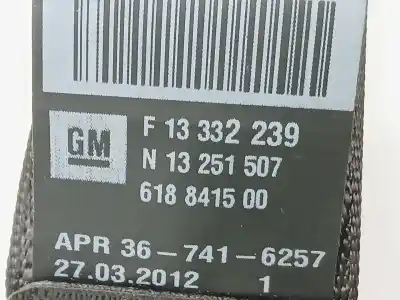 GM
F 13 332 239
N 13 251 507
618 8415 00
APR 36-741-6257
27.03.2012 1